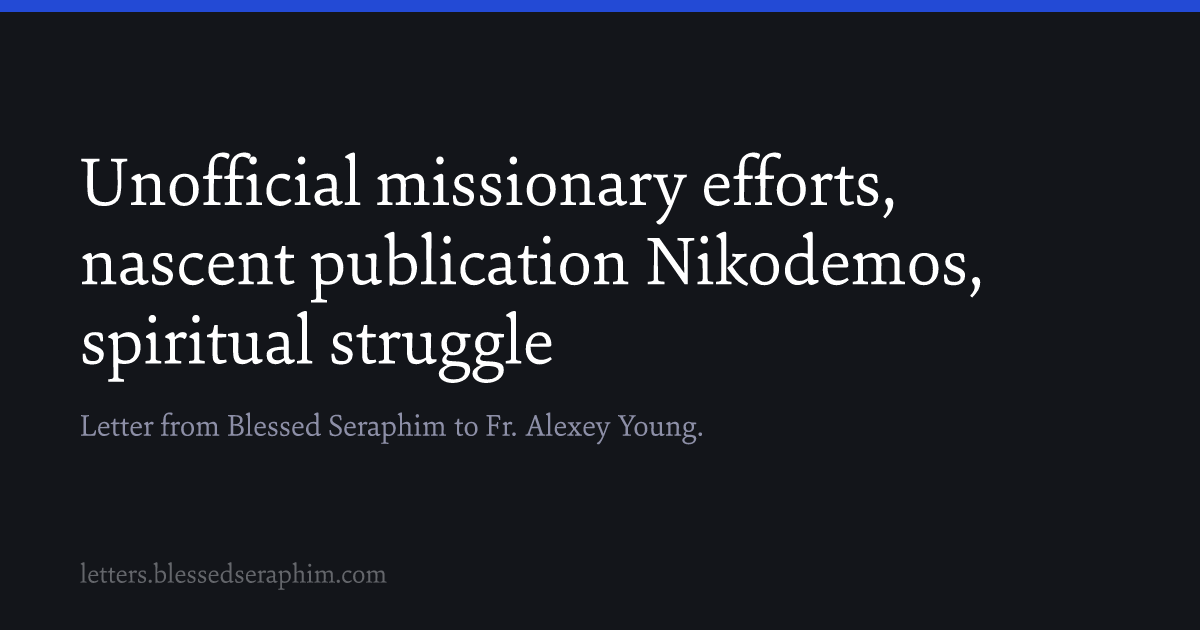 Unofficial missionary efforts,
nascent publication Nikodemos,
spiritual struggle
Letter from Blessed Seraphim to Fr. Alexey Young.
letters.blessedseraphim.com